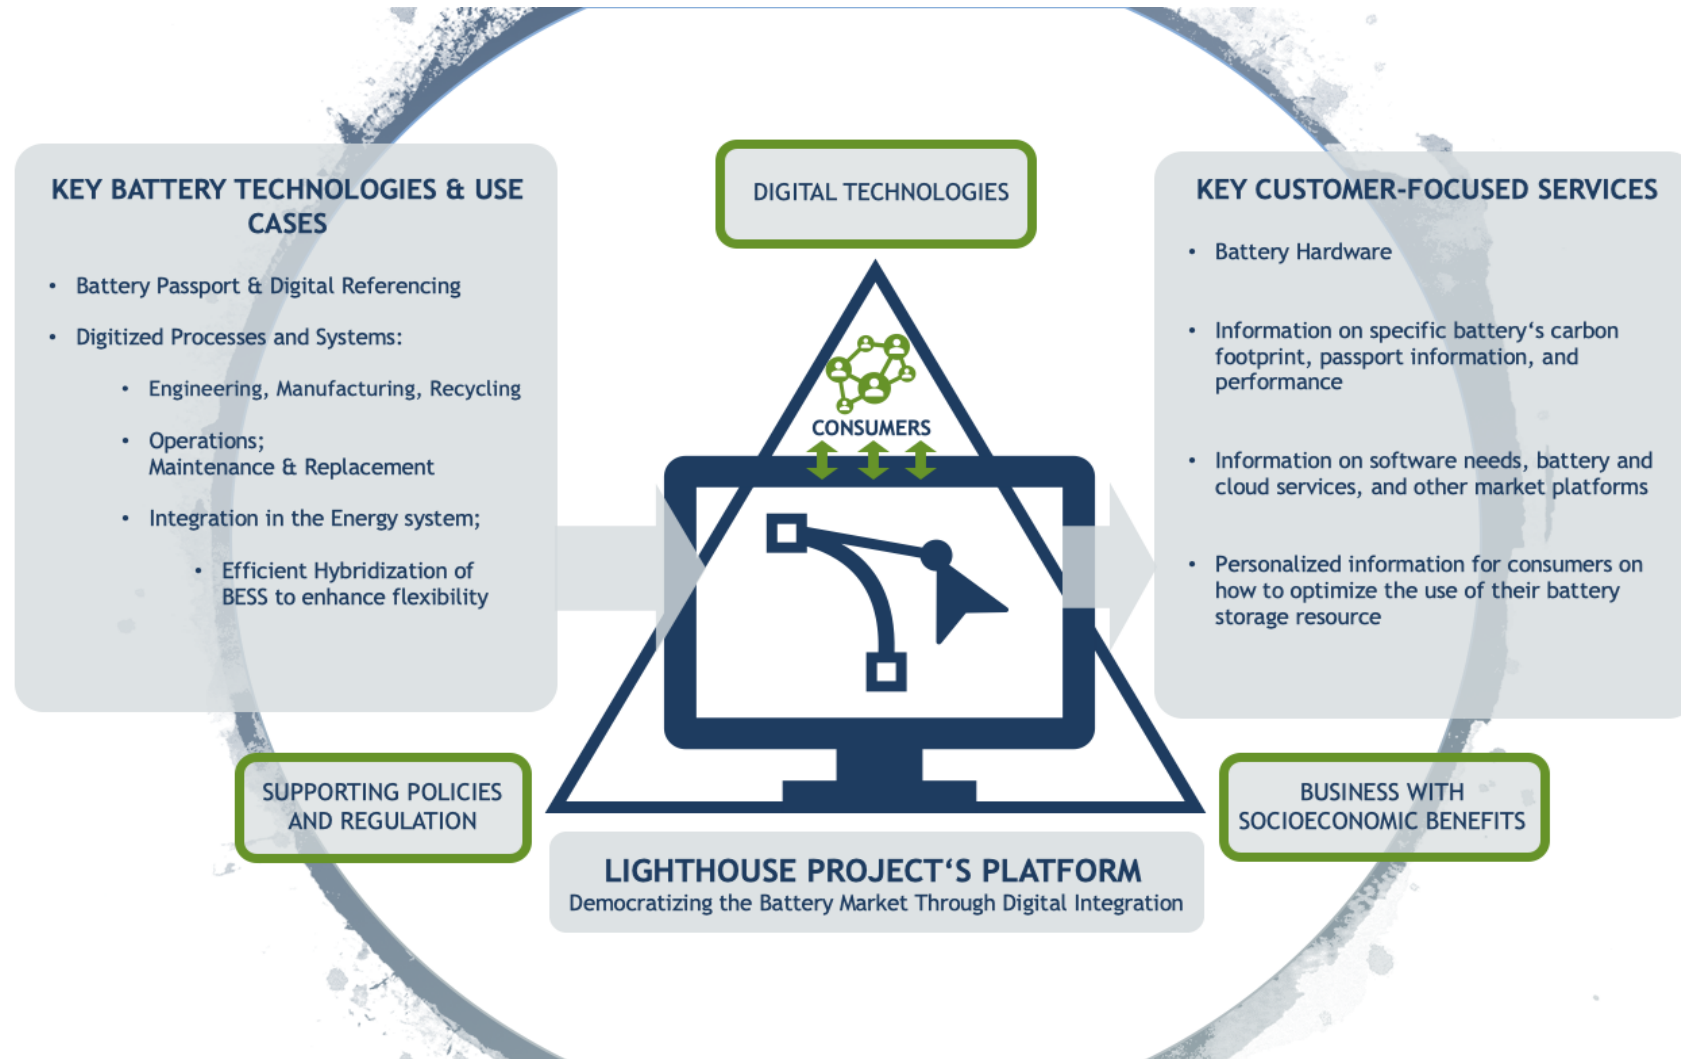 KEY BATTERY TECHNOLOGIES & USE
CASES
• Battery Passport & Digital Referencing
• Digitized Processes and Systems:
• Engineering, Manufacturing, Recycling
• Operations;
Maintenance & Replacement
• Integration in the Energy system;
• Efficient Hybridization of
BESS to enhance flexibility
DIGITAL TECHNOLOGIES
CONSUMERS
KEY CUSTOMER-FOCUSED SERVICES
• Battery Hardware
• Information on specific battery‘s carbon
footprint, passport information, and
performance
• Information on software needs, battery and
cloud services, and other market platforms
• Personalized information for consumers on
how to optimize the use of their battery
storage resource
SUPPORTING POLICIES
AND REGULATION
BUSINESS WITH
SOCIOECONOMIC BENEFITS
LIGHTHOUSE PROJECT‘S PLATFORM
Democratizing the Battery Market Through Digital Integration